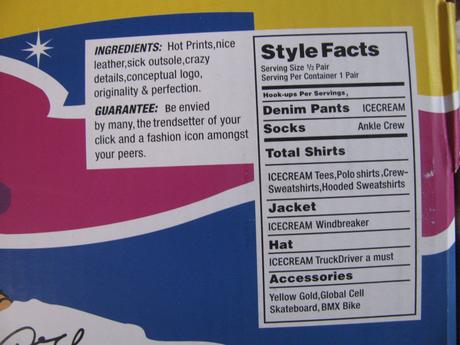 INGREDIENTS: Hot Prints,nice
leather,sick outsole,crazy
details,conceptual logo,
originality & perfection.
GUARANTEE: Be envied
by many,the trendsetter of your
click and a fashion icon amongst
your peers.
Style Facts
Serving Size ½ Pair
Serving Per Container 1 Pair
Hook-ups Per Servings,
Denim Pants ICECREAM
Socks Ankle Crew
Total Shirts
ICECREAM Tees,Polo shirts,Crew-
Sweatshirts,Hooded Sweatshirts
Jacket
ICECREAM Windbreaker
Hat
ICECREAM TruckDriver a must
Accessories
Yellow Gold,Global Cell
Skateboard,BMX Bike